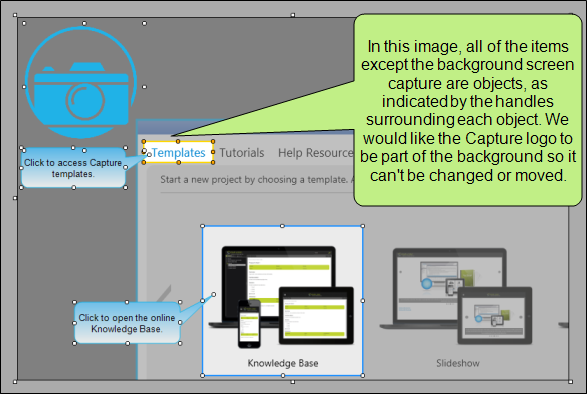 In this image, all of the items
except the background screen
capture are objects, as
indicated by the handles
surrounding each object. We
would like the Capture logo to
be part of the background so it
can't be changed or moved.
Templates Tutorials Help Resource
Click to access Capture
templates.
Start a new project by choosing a template. A
Click to open the online
Knowledge Base.
Knowledge Base
Slideshow